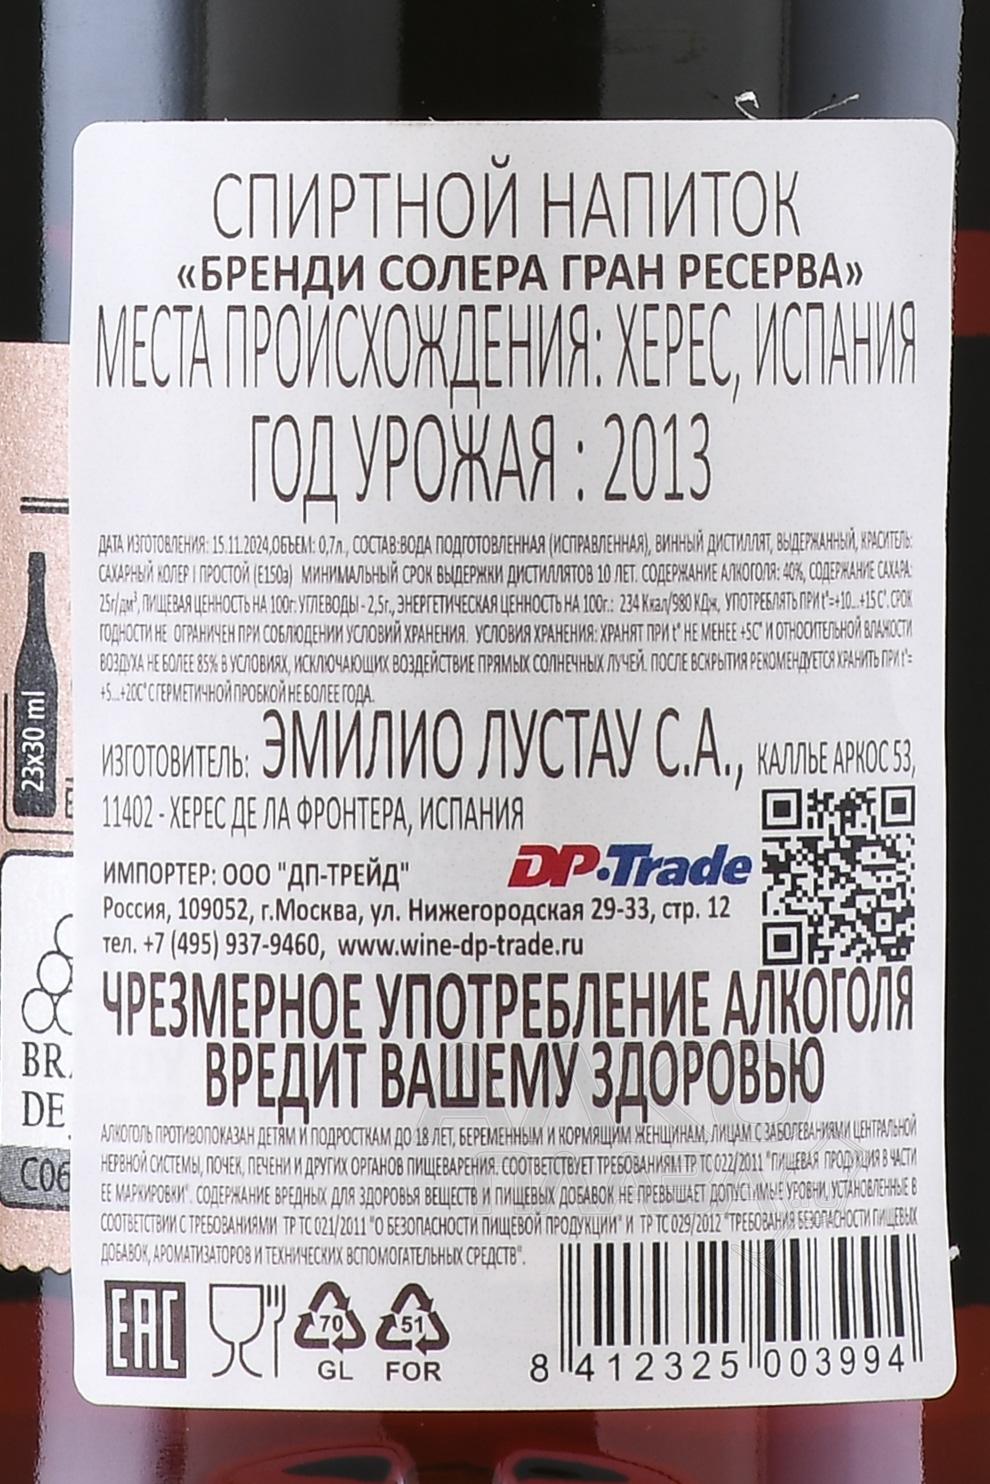 СПИРТНОЙ НАПИТОК
«БРЕНДИ СОЛЕРА ГРАН РЕСЕРВА»
МЕСТА ПРОИСХОЖДЕНИЯ: ХЕРЕС, ИСПАНИЯ
ГОД УРОЖАЯ : 2013
ДАТА ИЗГОТОВЛЕНИЯ: 15.11.2024,ОБЪЕМ: 0,7л., СОСТАВ:ВОДА ПОДГОТОВЛЕННАЯ (ИСПРАВЛЕННАЯ), ВИННЫЙ ДИСТИЛЛЯТ, ВЫДЕРЖАННЫЙ, КРАСИТЕЛЬ:
САХАРНЫЙ КОЛЕР I ПРОСТОЙ (Е150а) МИНИМАЛЬНЫЙ СРОК ВЫДЕРЖКИ ДИСТИЛЛЯТОВ 10 ЛЕТ. СОДЕРЖАНИЕ АЛКОГОЛЯ: 40%, СОДЕРЖАНИЕ САХАРА:
25г/дм³, ПИЩЕВАЯ ЦЕННОСТЬ НА 100г: УГЛЕВОДЫ - 2,5г., ЭНЕРГЕТИЧЕСКАЯ ЦЕННОСТЬ НА 100г.: 234 Ккал/980 КДж, УПОТРЕБЛЯТЬ ПРИ t°=+10...+15С°. СРОК
ГОДНОСТИ НЕ ОГРАНИЧЕН ПРИ СОБЛЮДЕНИИ УСЛОВИЙ ХРАНЕНИЯ. УСЛОВИЯ ХРАНЕНИЯ: ХРАНЯТ ПРИ t° НЕ МЕНЕЕ +5С° И ОТНОСИТЕЛЬНОЙ ВЛАЖНОСТИ
ВОЗДУХА НЕ БОЛЕЕ 85% В УСЛОВИЯХ, ИСКЛЮЧАЮЩИХ ВОЗДЕЙСТВИЕ ПРЯМЫХ СОЛНЕЧНЫХ ЛУЧЕЙ. ПОСЛЕ ВСКРЫТИЯ РЕКОМЕНДУЕТСЯ ХРАНИТЬ ПРИ t°=
+5...+20С° С ГЕРМЕТИЧНОЙ ПРОБКОЙ НЕ БОЛЕЕ ГОДА.
ИЗГОТОВИТЕЛЬ: ЭМИЛИО ЛУСТАУ С.А., КАЛЛЬЕ АРКОС 53,
11402 - ХЕРЕС ДЕ ЛА ФРОНТЕРА, ИСПАНИЯ
ИМПОРТЕР: ООО "ДП-ТРЕЙД"
DP·Trade
Россия, 109052, г.Москва, ул. Нижегородская 29-33, стр. 12
тел. +7 (495) 937-9460, www.wine-dp-trade.ru
ЧРЕЗМЕРНОЕ УПОТРЕБЛЕНИЕ АЛКОГОЛЯ
ВРЕДИТ ВАШЕМУ ЗДОРОВЬЮ
АЛКОГОЛЬ ПРОТИВОПОКАЗАН ДЕТЯМ И ПОДРОСТКАМ ДО 18 ЛЕТ, БЕРЕМЕННЫМ И КОРМЯЩИМ ЖЕНЩИНАМ, ЛИЦАМ С ЗАБОЛЕВАНИЯМИ ЦЕНТРАЛЬНОЙ
НЕРВНОЙ СИСТЕМЫ, ПОЧЕК, ПЕЧЕНИ И ДРУГИХ ОРГАНОВ ПИЩЕВАРЕНИЯ. СООТВЕТСТВУЕТ ТРЕБОВАНИЯМ ТР ТС 022/2011 "ПИЩЕВАЯ ПРОДУКЦИЯ В ЧАСТИ
ЕЕ МАРКИРОВКИ". СОДЕРЖАНИЕ ВРЕДНЫХ ДЛЯ ЗДОРОВЬЯ ВЕЩЕСТВ И ПИЩЕВЫХ ДОБАВОК НЕ ПРЕВЫШАЕТ ДОПУСТИМЫЕ УРОВНИ, УСТАНОВЛЕННЫЕ В
СООТВЕТСТВИИ С ТРЕБОВАНИЯМИ ТР ТС 021/2011 "О БЕЗОПАСНОСТИ ПИЩЕВОЙ ПРОДУКЦИИ" И ТР ТС 029/2012 "ТРЕБОВАНИЯ БЕЗОПАСНОСТИ ПИЩЕВЫХ
ДОБАВОК, АРОМАТИЗАТОРОВ И ТЕХНИЧЕСКИХ ВСПОМОГАТЕЛЬНЫХ СРЕДСТВ".
EAC
70
GL
51
FOR
8 412325 003994
23x30 ml
BRA
DE
C06